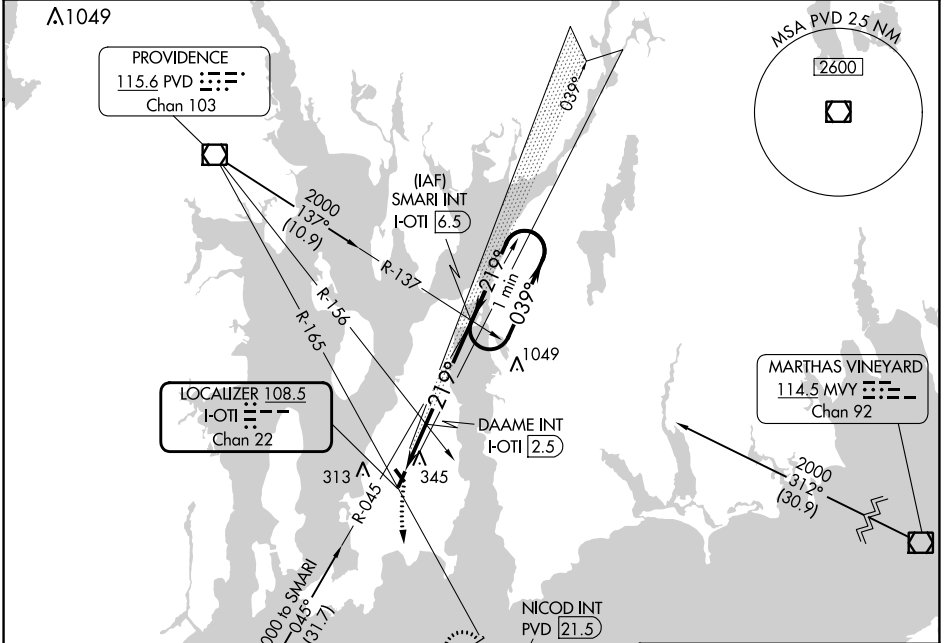 1049
PROVIDENCE
115.6 PVD
Chan 103
MSA PVD 25 NM
2600
039°
(IAF)
SMARI INT
I-OTI 6.5
2000
137°
(10.9)
R-137
R-156
R-165
219°
1 min
039°
1049
219°
LOCALIZER 108.5
I-OTI
Chan 22
DAAME INT
I-OTI 2.5
MARTHAS VINEYARD
114.5 MVY
Chan 92
313
345
R-045
2000
312°
(30.9)
000 to SMARI
045°
(31.7)
NICOD INT
PVD 21.5